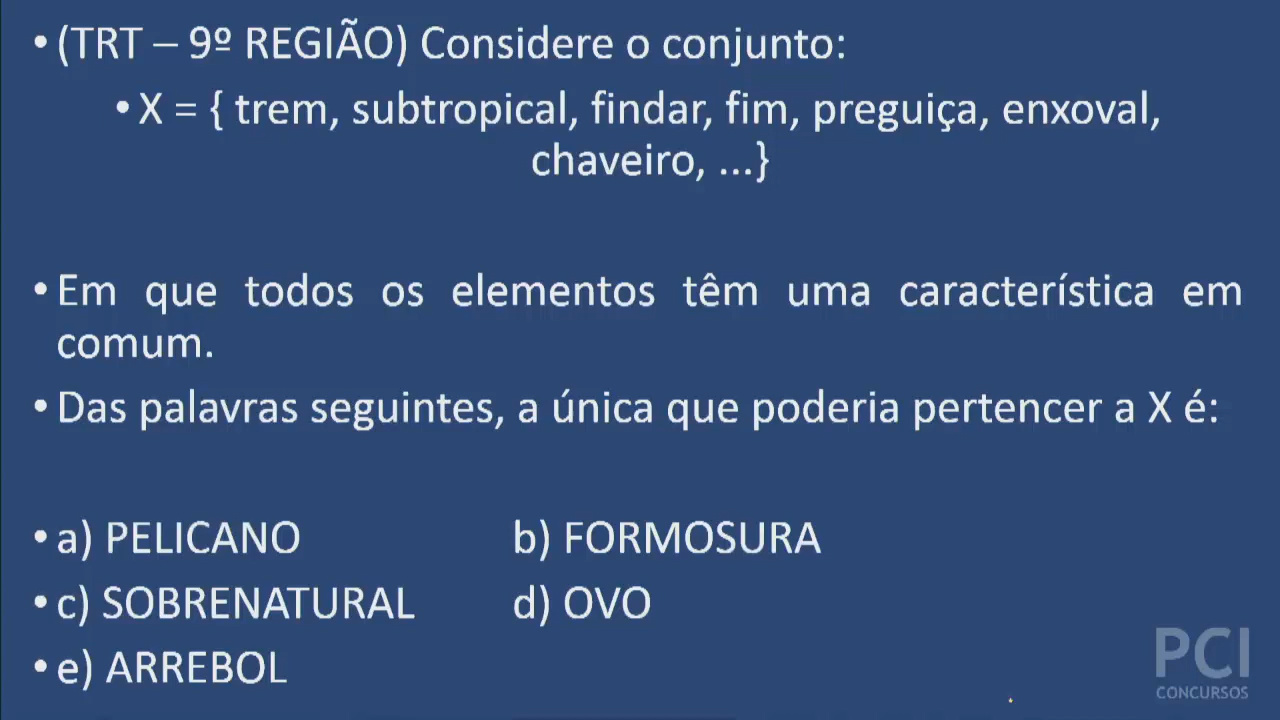 • (TRT – 9º REGIÃO) Considere o conjunto:
• X = { trem, subtropical, findar, fim, preguiça, enxoval,
chaveiro, ...}
• Em que todos os elementos têm uma característica em
comum.
• Das palavras seguintes, a única que poderia pertencer a X é:
• a) PELICANO b) FORMOSURA
• c) SOBRENATURAL d) OVO
• e) ARREBOL
PCI
CONCURSOS